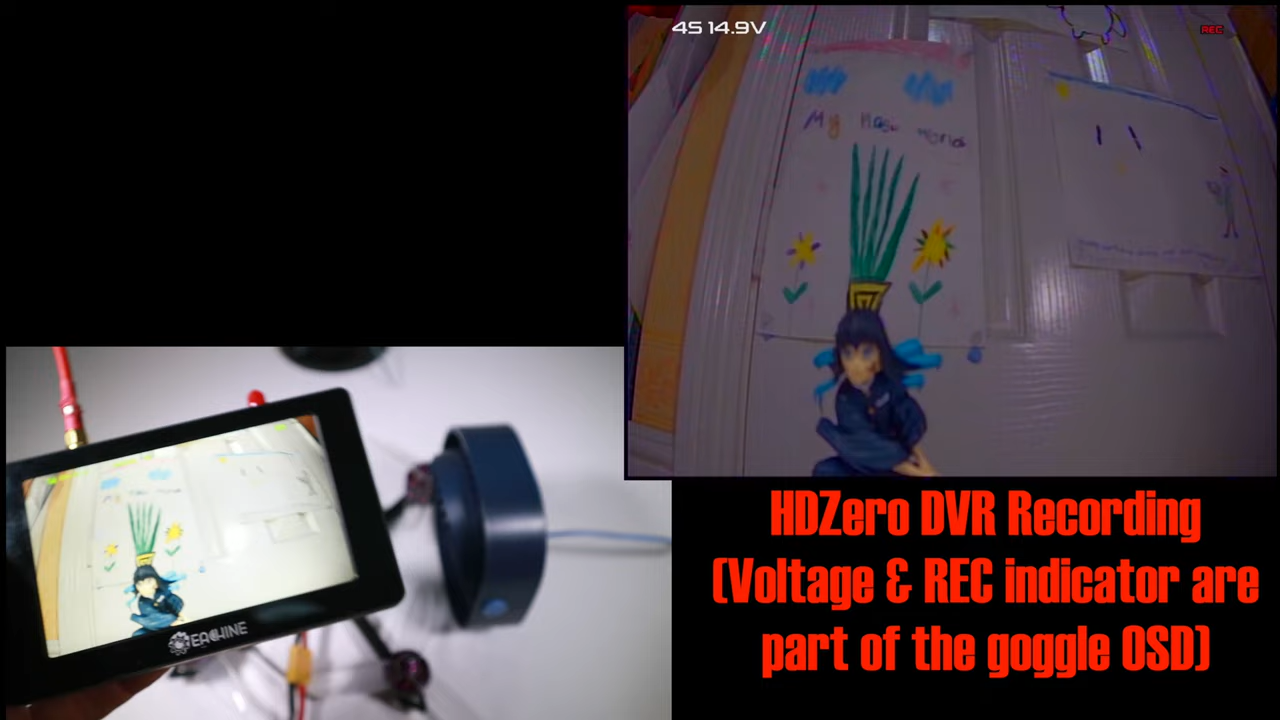 4S 14.9V
REC
My
EACHINE
HDZero DVR Recording
(Voltage & REC indicator are
part of the goggle OSD)